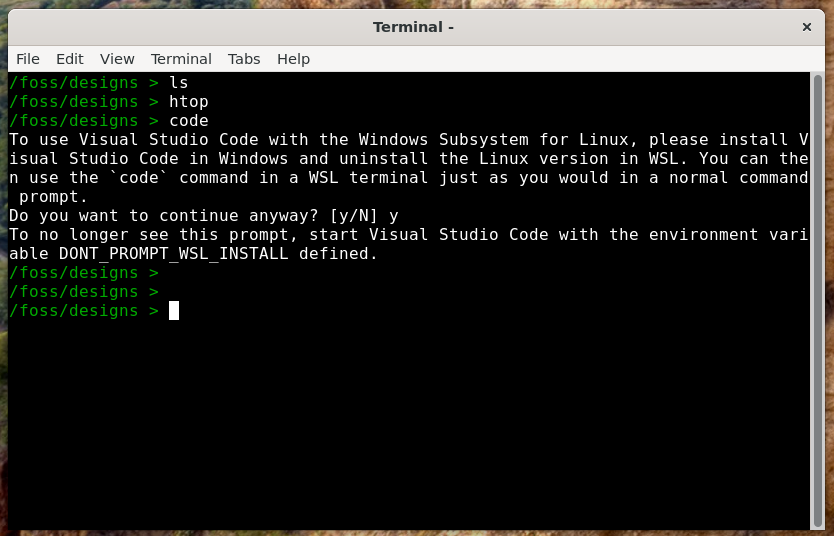 Terminal -
File Edit View Terminal Tabs Help
/foss/designs > ls
/foss/designs > htop
/foss/designs > code
To use Visual Studio Code with the Windows Subsystem for Linux, please install V
isual Studio Code in Windows and uninstall the Linux version in WSL. You can the
n use the `code` command in a WSL terminal just as you would in a normal command
 prompt.
Do you want to continue anyway? [y/N] y
To no longer see this prompt, start Visual Studio Code with the environment vari
able DONT_PROMPT_WSL_INSTALL defined.
/foss/designs >
/foss/designs >
/foss/designs >